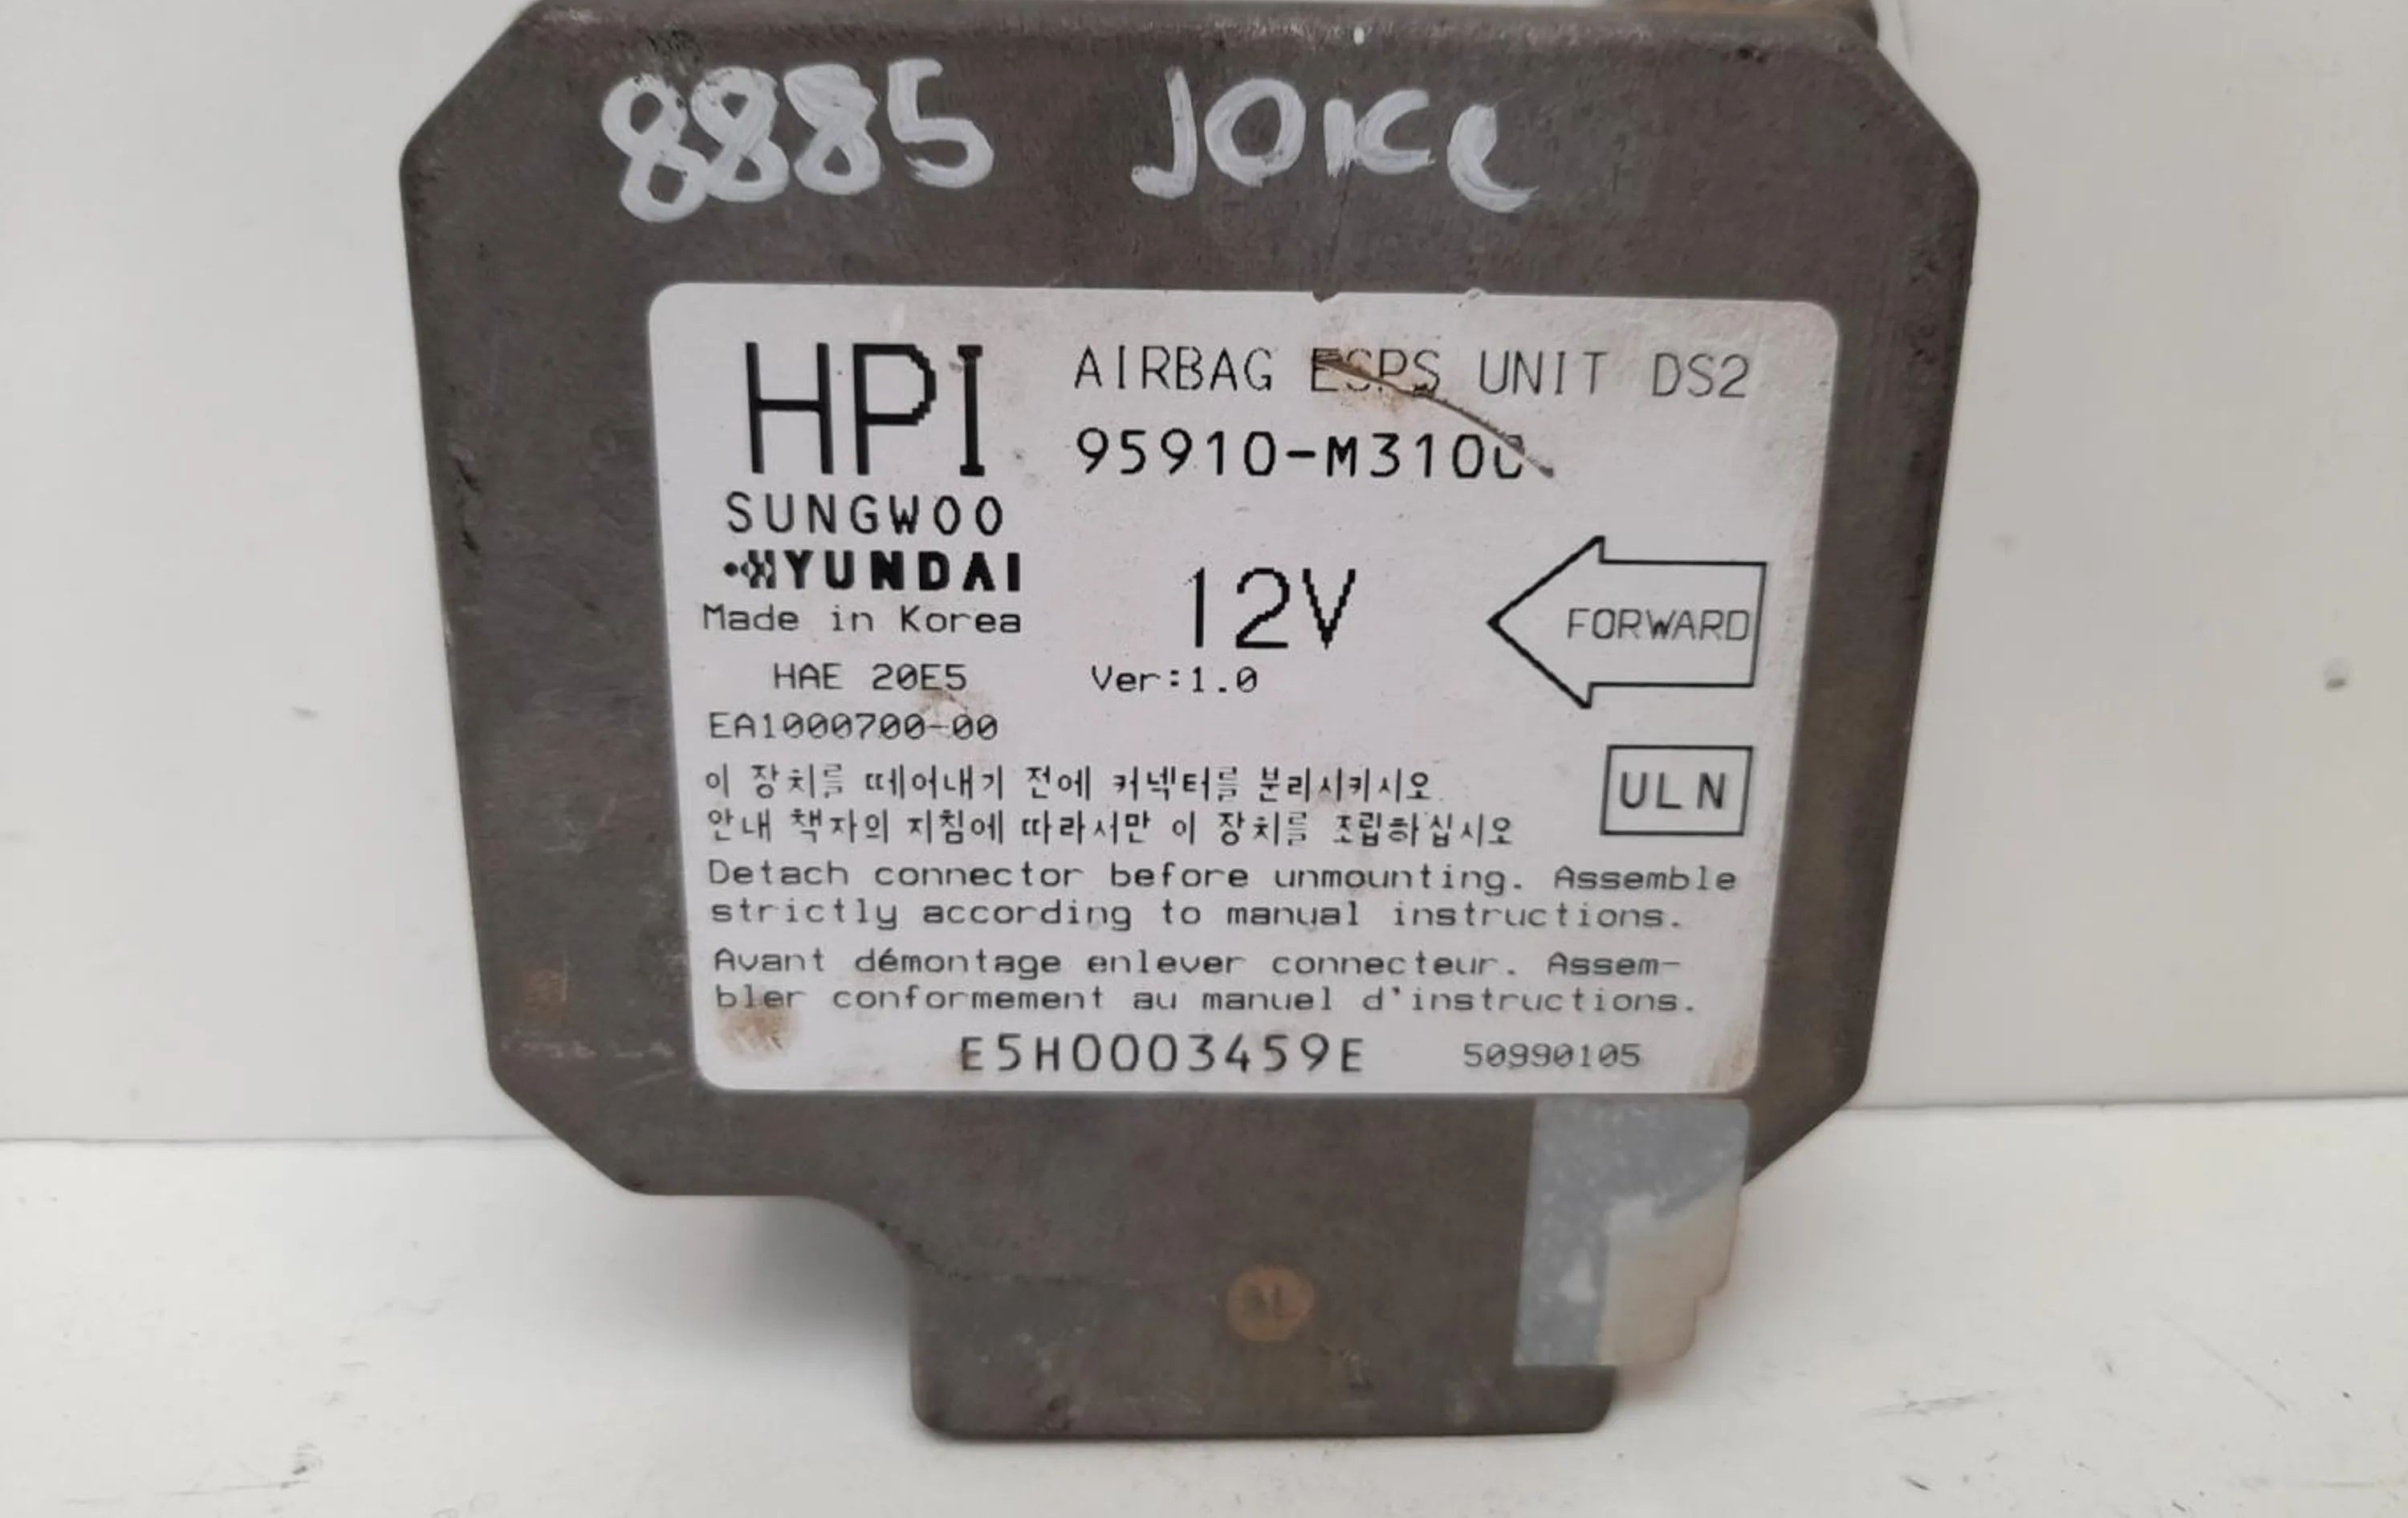 8885 JOICe
HPI
AIRBAG ESPS UNIT DS2
95910-M3100
SUNGWOO
HYUNDAI
Made in Korea
12V
FORWARD
HAE 20E5
Ver:1.0
EA1000700-00
ULN
이 장치를 떼어내기 전에 커넥터를 분리시키시오.
안내 책자의 지침에 따라서만 이 장치를 조립하십시오
Detach connector before unmounting. Assemble
strictly according to manual instructions.
Avant démontage enlever connecteur. Assem-
bler conformement au manuel d'instructions.
E5H0003459E
50990105